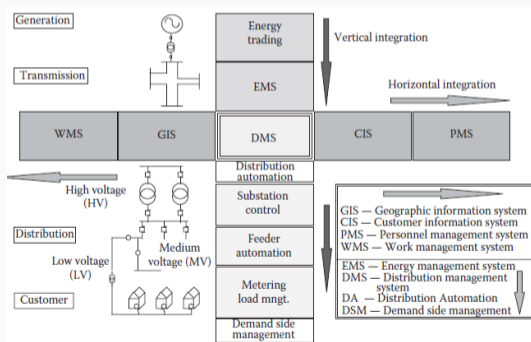 Generation
Energy
trading
Vertical integration
Transmission
EMS
Horizontal integration
WMS
GIS
DMS
CIS
PMS
Distribution
automation
High voltage
(HV)
Substation
control
GIS — Geographic information system
CIS — Customer information system
PMS — Personnel management system
WMS — Work management system
Distribution
Medium
voltage (MV)
Low voltage
(LV)
Feeder
automation
EMS — Energy management system
DMS — Distribution management
system
DA — Distribution Automation
DSM — Demand side management
Customer
Metering
load mngt.
Demand side
management